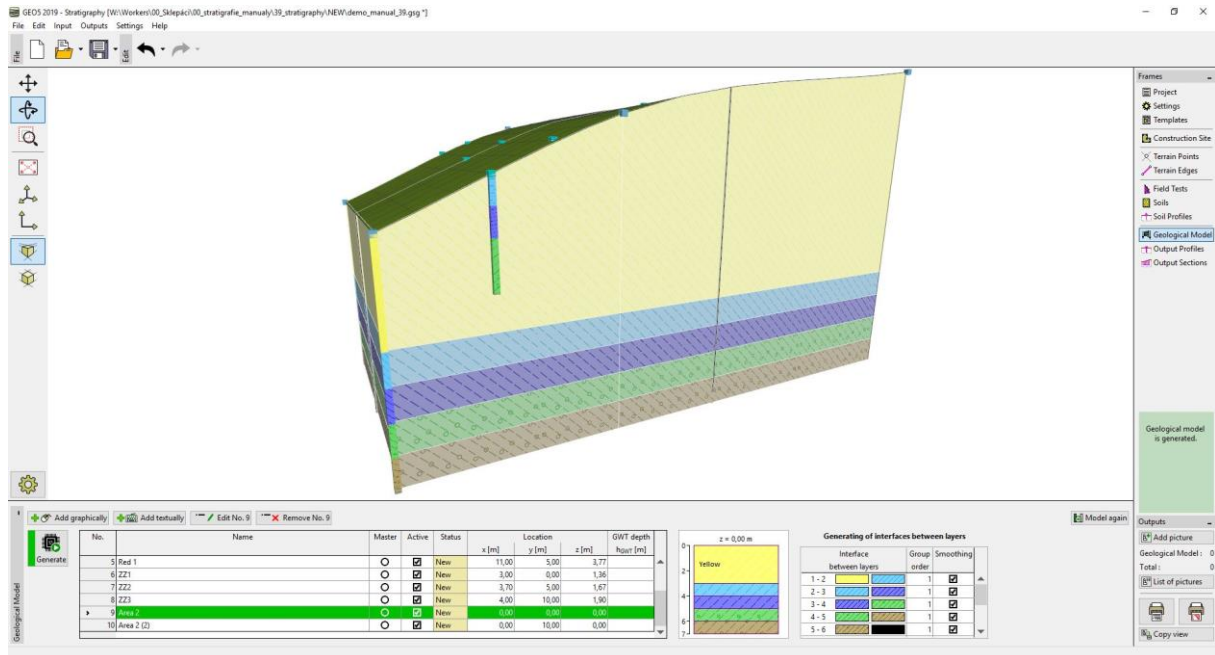 GEO5 2019 - Stratigraphy [W:\Workers\00_Sklepáci\00_stratigrafie_manualy\39_stratigraphy\NEW\demo_manual_39.gsg *]
File Edit Input Outputs Settings Help
File
Edit
Frames
Project
Settings
Templates
Construction Site
Terrain Points
Terrain Edges
Field Tests
Soils
Soil Profiles
Geological Model
Output Profiles
Output Sections
Geological model
is generated.
Add graphically Add textually Edit No. 9 Remove No. 9 Model again
Geological Model
Generate
No. Name Master Active Status Location GWT depth
x [m] y [m] z [m] hGWT [m]
5 Red 1 New 11,00 5,00 3,77
6 ZZ1 New 3,00 0,00 1,36
7 ZZ2 New 3,70 5,00 1,67
8 ZZ3 New 4,00 10,00 1,90
9 Area 2 New 0,00 0,00 0,00
10 Area 2 (2) New 0,00 10,00 0,00
z = 0,00 m
0
Yellow
2
4
6
7
Generating of interfaces between layers
Interface Group Smoothing
between layers order
1 - 2 1
2 - 3 1
3 - 4 1
4 - 5 1
5 - 6 1
Outputs
Add picture
Geological Model : 0
Total : 0
List of pictures
Copy view